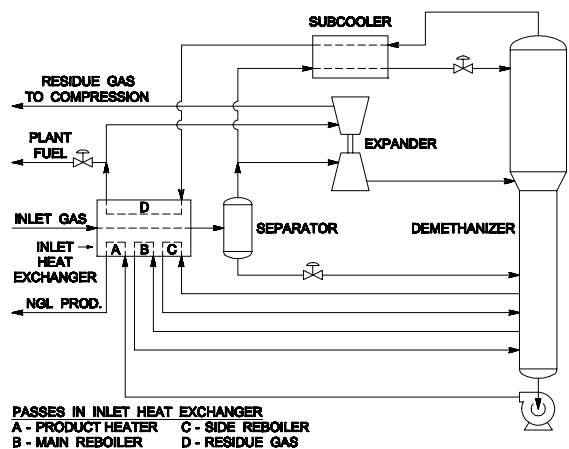 SUBCOOLER
RESIDUE GAS
TO COMPRESSION
PLANT
FUEL
EXPANDER
D
INLET GAS
SEPARATOR
DEMETHANIZER
INLET
HEAT
EXCHANGER
A
B
C
NGL PROD.
PASSES IN INLET HEAT EXCHANGER
A - PRODUCT HEATER C - SIDE REBOILER
B - MAIN REBOILER D - RESIDUE GAS